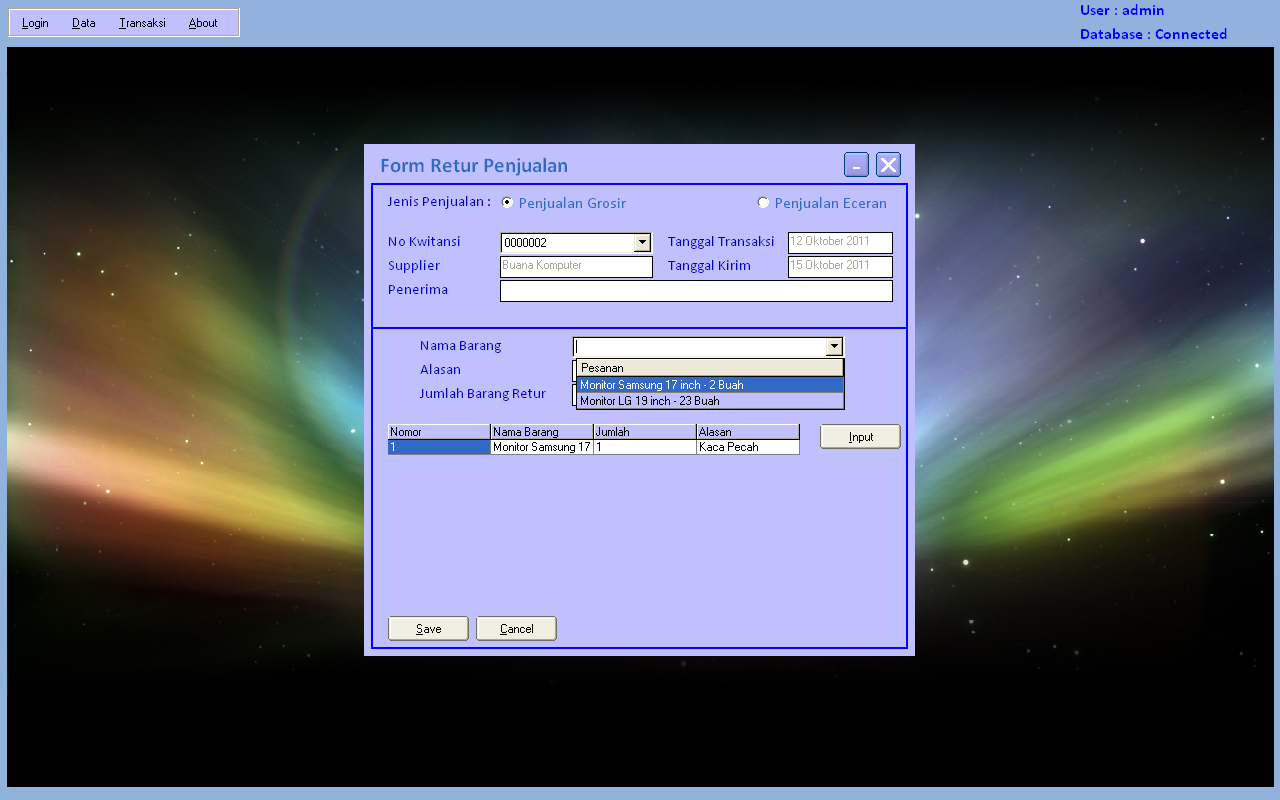 Login Data Transaksi About
User : admin
Database : Connected
Form Retur Penjualan
Jenis Penjualan : Penjualan Grosir Penjualan Eceran
No Kwitansi 0000002 Tanggal Transaksi 12 Oktober 2011
Supplier Buana Komputer Tanggal Kirim 15 Oktober 2011
Penerima
Nama Barang
Alasan Pesanan
Monitor Samsung 17 inch - 2 Buah
Jumlah Barang Retur Monitor LG 19 inch - 23 Buah
Nomor Nama Barang Jumlah Alasan
1 Monitor Samsung 17 1 Kaca Pecah
Input
Save Cancel